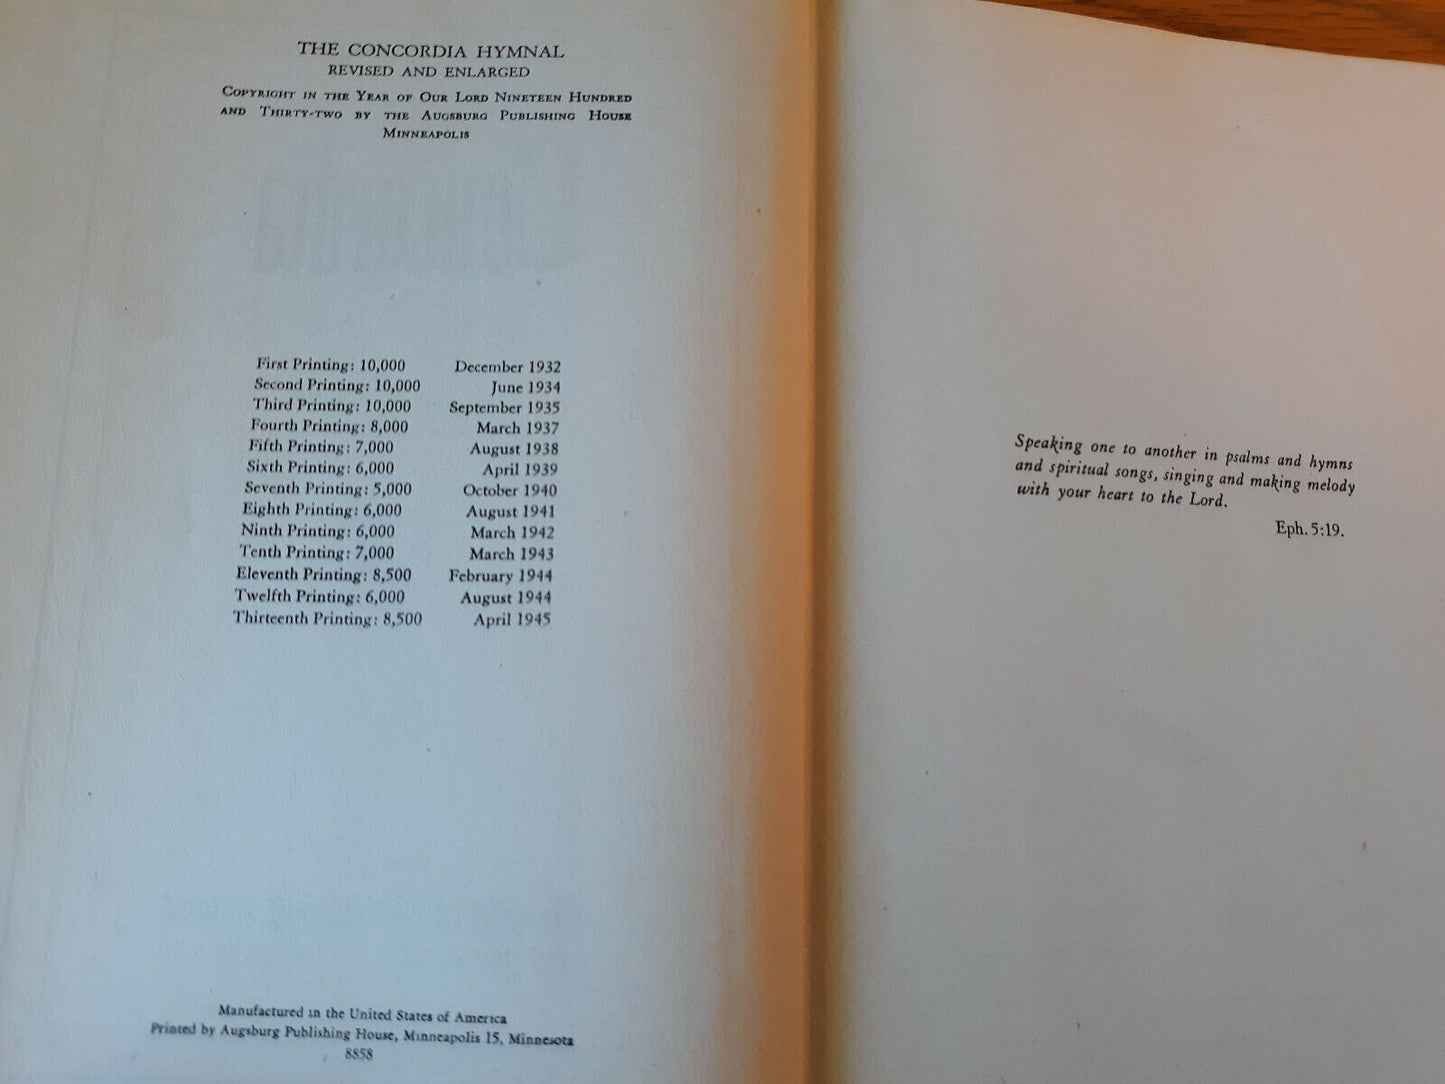 THE CONCORDIA HYMNAL
REVISED AND ENLARGED
COPYRIGHT IN THE YEAR OF OUR LORD NINETEEN HUNDRED
AND THIRTY-TWO BY THE AUGSBURG PUBLISHING HOUSE
MINNEAPOLIS
First Printing: 10,000 December 1932
Second Printing: 10,000 June 1934
Third Printing: 10,000 September 1935
Fourth Printing: 8,000 March 1937
Fifth Printing: 7,000 August 1938
Sixth Printing: 6,000 April 1939
Seventh Printing: 5,000 October 1940
Eighth Printing: 6,000 August 1941
Ninth Printing: 6,000 March 1942
Tenth Printing: 7,000 March 1943
Eleventh Printing: 8,500 February 1944
Twelfth Printing: 6,000 August 1944
Thirteenth Printing: 8,500 April 1945
Manufactured in the United States of America
Printed by Augsburg Publishing House, Minneapolis 15, Minnesota
8858
Speaking one to another in psalms and hymns
and spiritual songs, singing and making melody
with your heart to the Lord.
Eph. 5:19.